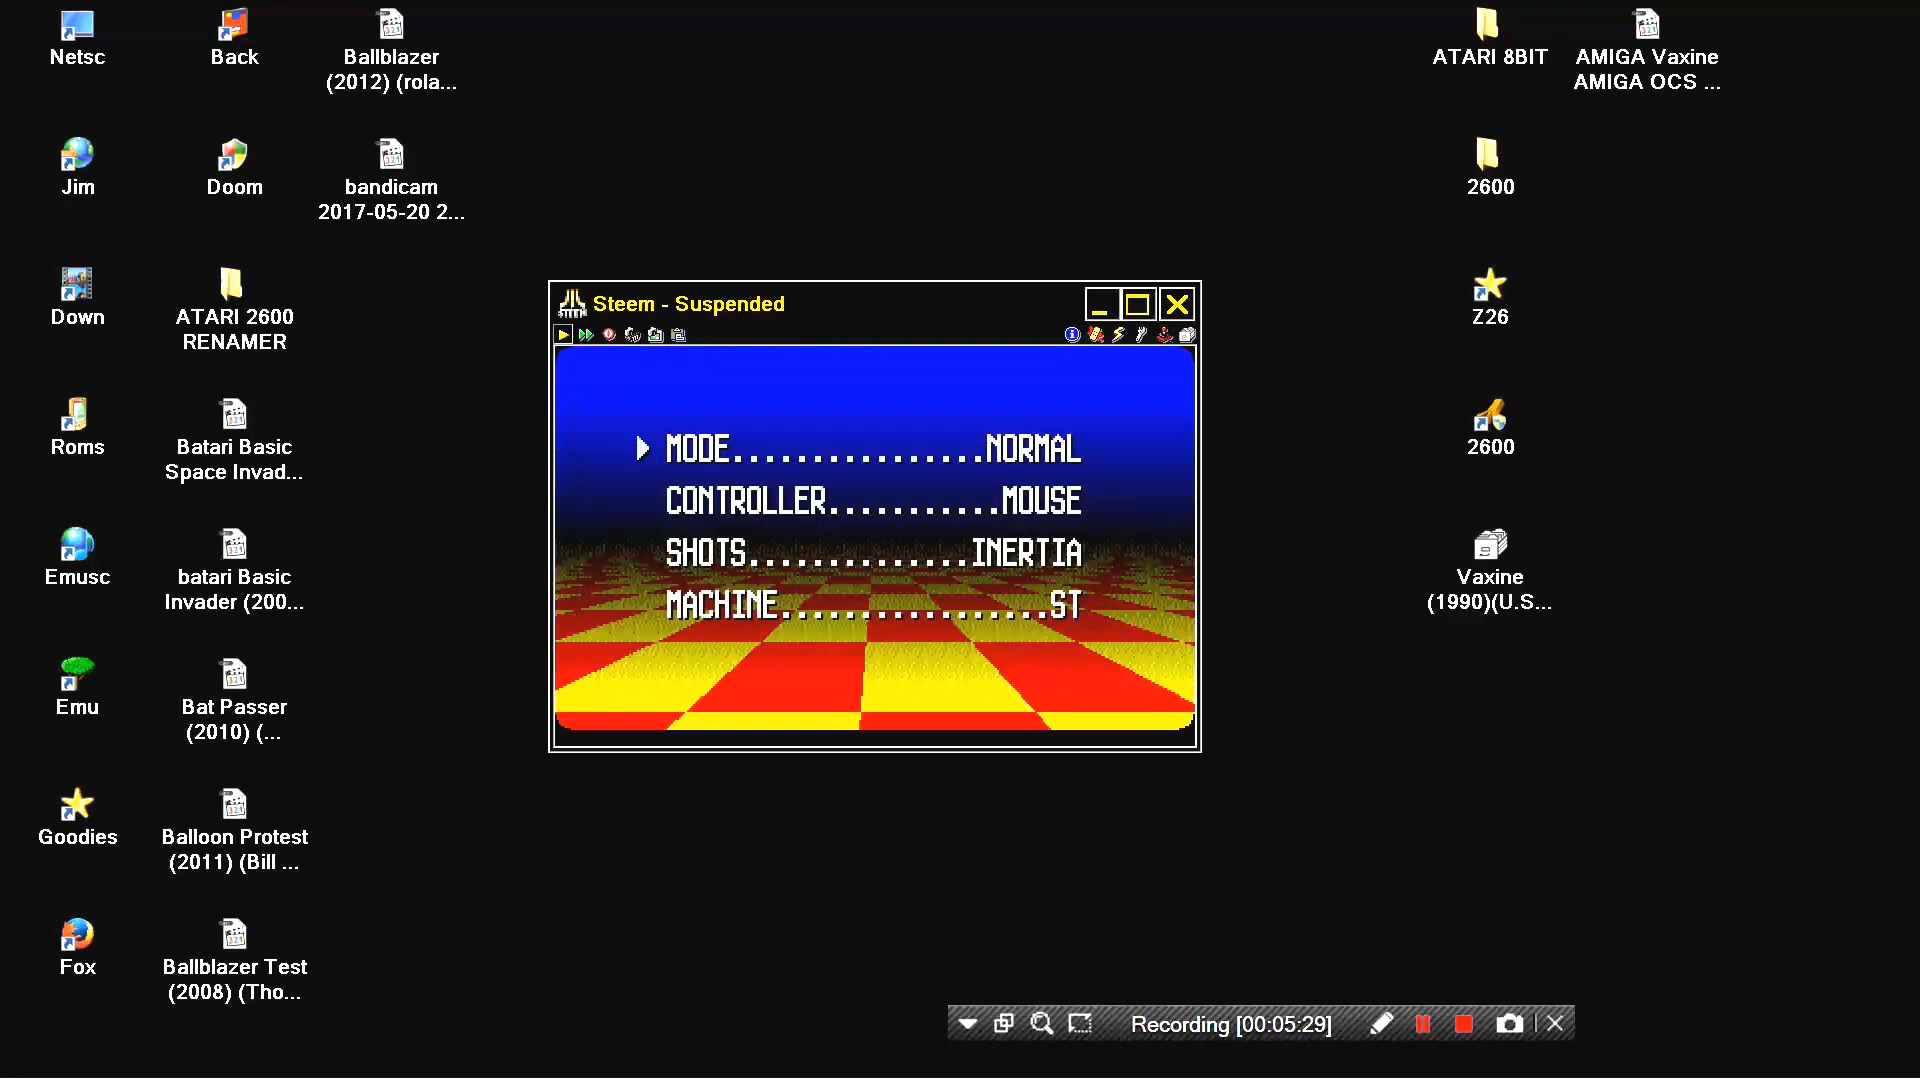 Netsc
Back
Ballblazer
(2012) (rola...
ATARI 8BIT
AMIGA Vaxine
AMIGA OCS ...
Jim
Doom
bandicam
2017-05-20 2...
2600
Down
ATARI 2600
RENAMER
Z26
Steem - Suspended
MODE................NORMAL
CONTROLLER...........MOUSE
SHOTS..............INERTIA
MACHINE.................ST
Roms
Batari Basic
Space Invad...
2600
Emusc
batari Basic
Invader (200...
Vaxine
(1990)(U.S...
Emu
Bat Passer
(2010) (...
Goodies
Balloon Protest
(2011) (Bill ...
Fox
Ballblazer Test
(2008) (Tho...
Recording [00:05:29]